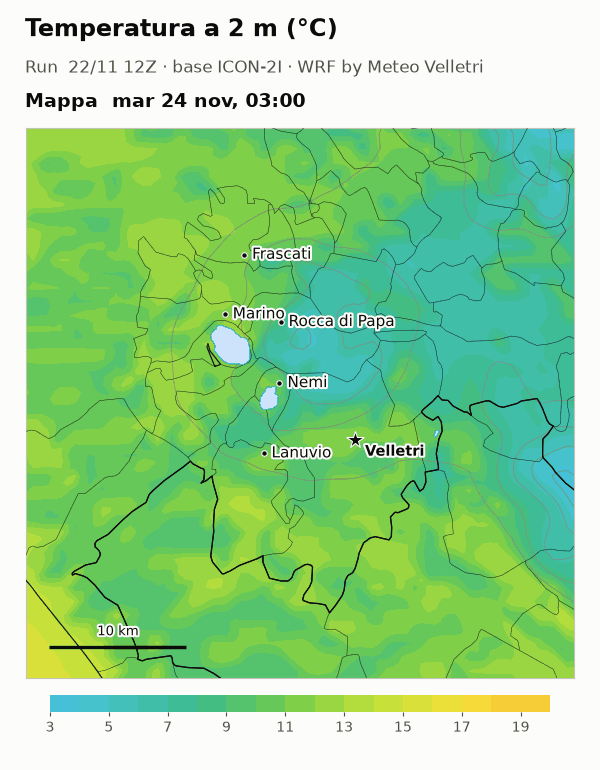 Temperatura a 2 m (°C)
Run 22/11 12Z · base ICON-2I · WRF by Meteo Velletri
Mappa mar 24 nov, 03:00
Frascati
Marino
Rocca di Papa
Nemi
Velletri
Lanuvio
10 km
3 5 7 9 11 13 15 17 19